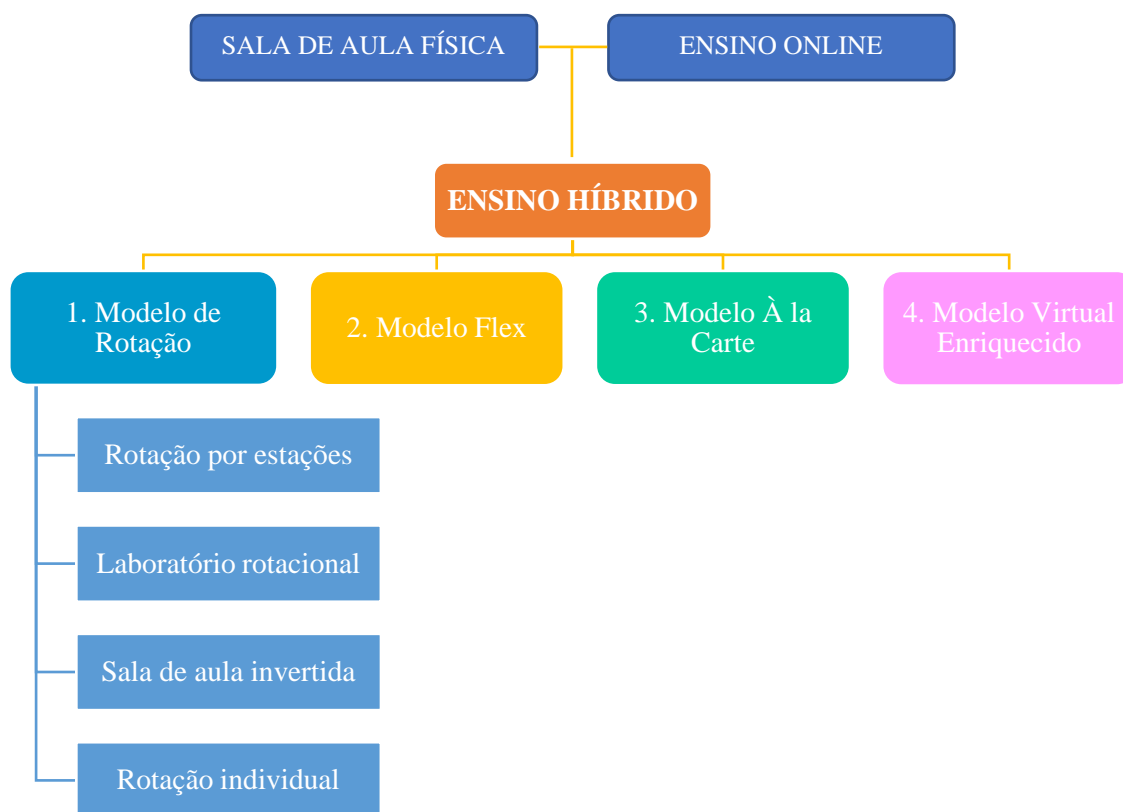 SALA DE AULA FÍSICA
ENSINO ONLINE
ENSINO HÍBRIDO
1. Modelo de
Rotação
2. Modelo Flex
3. Modelo À la
Carte
4. Modelo Virtual
Enriquecido
Rotação por estações
Laboratório rotacional
Sala de aula invertida
Rotação individual